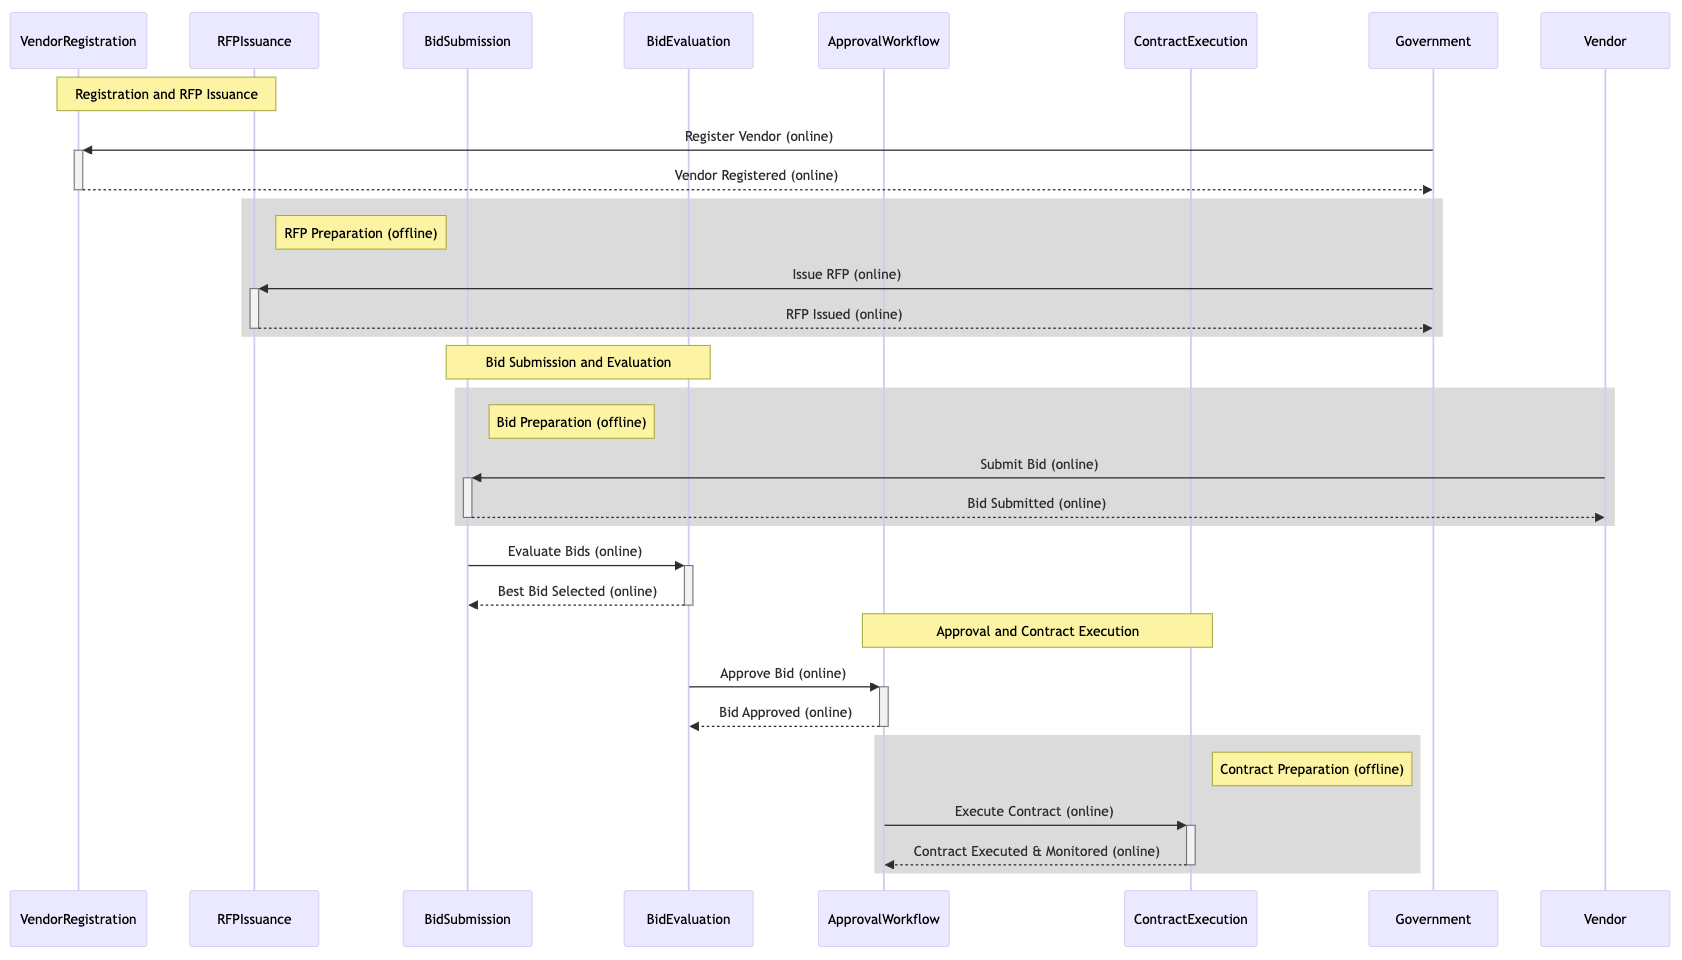 VendorRegistration
RFPIssuance
BidSubmission
BidEvaluation
ApprovalWorkflow
ContractExecution
Government
Vendor
Registration and RFP Issuance
Register Vendor (online)
Vendor Registered (online)
RFP Preparation (offline)
Issue RFP (online)
RFP Issued (online)
Bid Submission and Evaluation
Bid Preparation (offline)
Submit Bid (online)
Bid Submitted (online)
Evaluate Bids (online)
Best Bid Selected (online)
Approval and Contract Execution
Approve Bid (online)
Bid Approved (online)
Contract Preparation (offline)
Execute Contract (online)
Contract Executed & Monitored (online)
VendorRegistration
RFPIssuance
BidSubmission
BidEvaluation
ApprovalWorkflow
ContractExecution
Government
Vendor